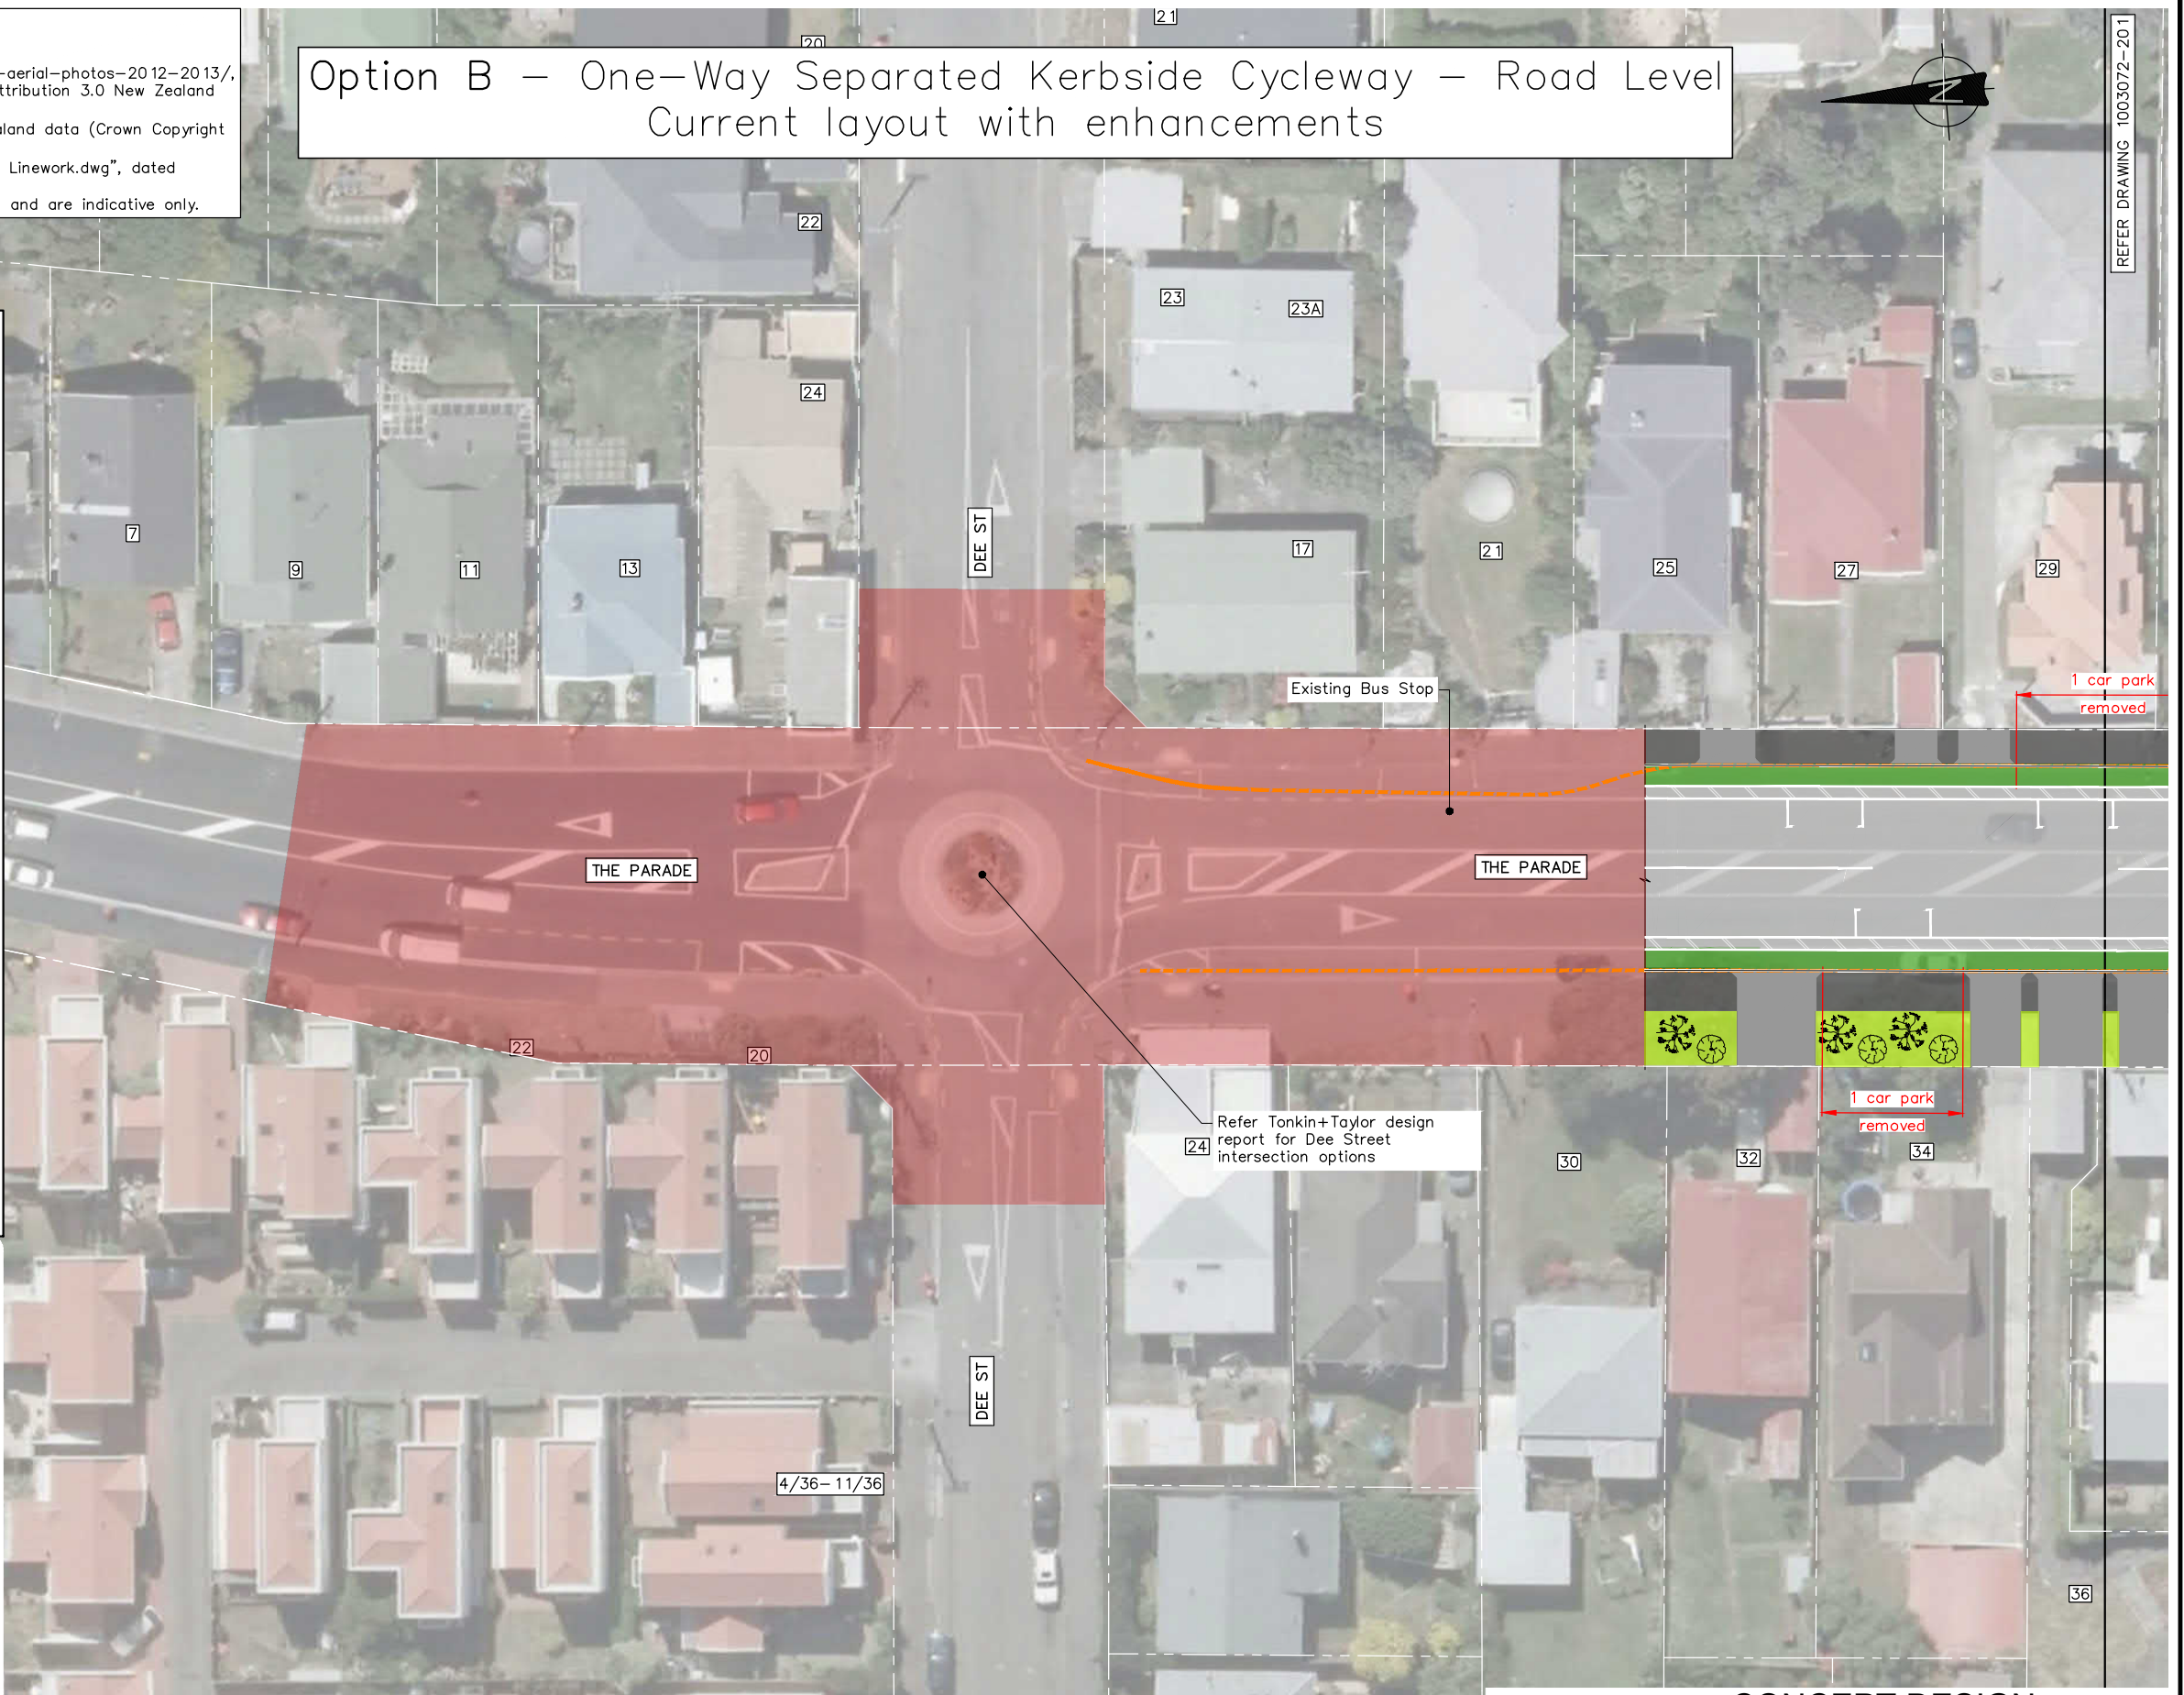 -aerial-photos-2012-2013/,
ttribution 3.0 New Zealand
aland data (Crown Copyright
Linework.dwg", dated
and are indicative only.
Option B – One-Way Separated Kerbside Cycleway – Road Level
Current layout with enhancements
N
REFER DRAWING 1003072-201
21
20
22
23
23A
24
DEE ST
7
9
11
13
17
21
25
27
29
Existing Bus Stop
1 car park
removed
THE PARADE
THE PARADE
22
20
1 car park
removed
Refer Tonkin+Taylor design
report for Dee Street
intersection options
24
30
32
34
DEE ST
4/36-11/36
36
CONCEPT DESIGN